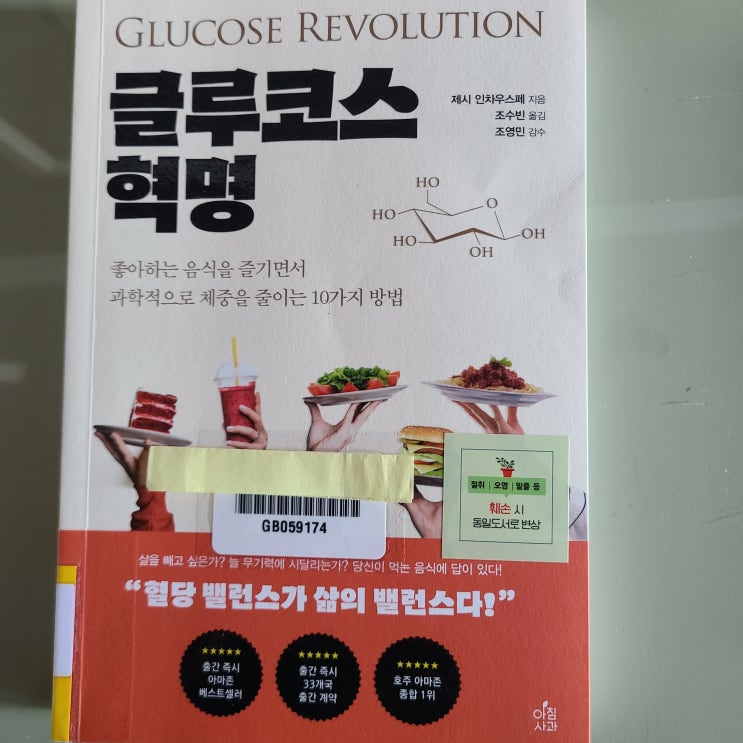 GLUCOSE REVOLUTION
글루코스
혁명
제시 인차우스페 지음
조수빈 옮김
조영민 감수
HO
HO
O
HO
OH
OH
좋아하는 음식을 즐기면서
과학적으로 체중을 줄이는 10가지 방법
절취 | 오염 | 밑줄 등
훼손 시
동일도서로 변상
GB059174
살을 빼고 싶은가? 늘 무기력에 시달리는가? 당신이 먹는 음식에 답이 있다!
“혈당 밸런스가 삶의 밸런스다!”
★★★★★
출간 즉시
아마존
베스트셀러
★★★★★
출간 즉시
33개국
출간 계약
★★★★★
호주 아마존
종합 1위
아침
사과